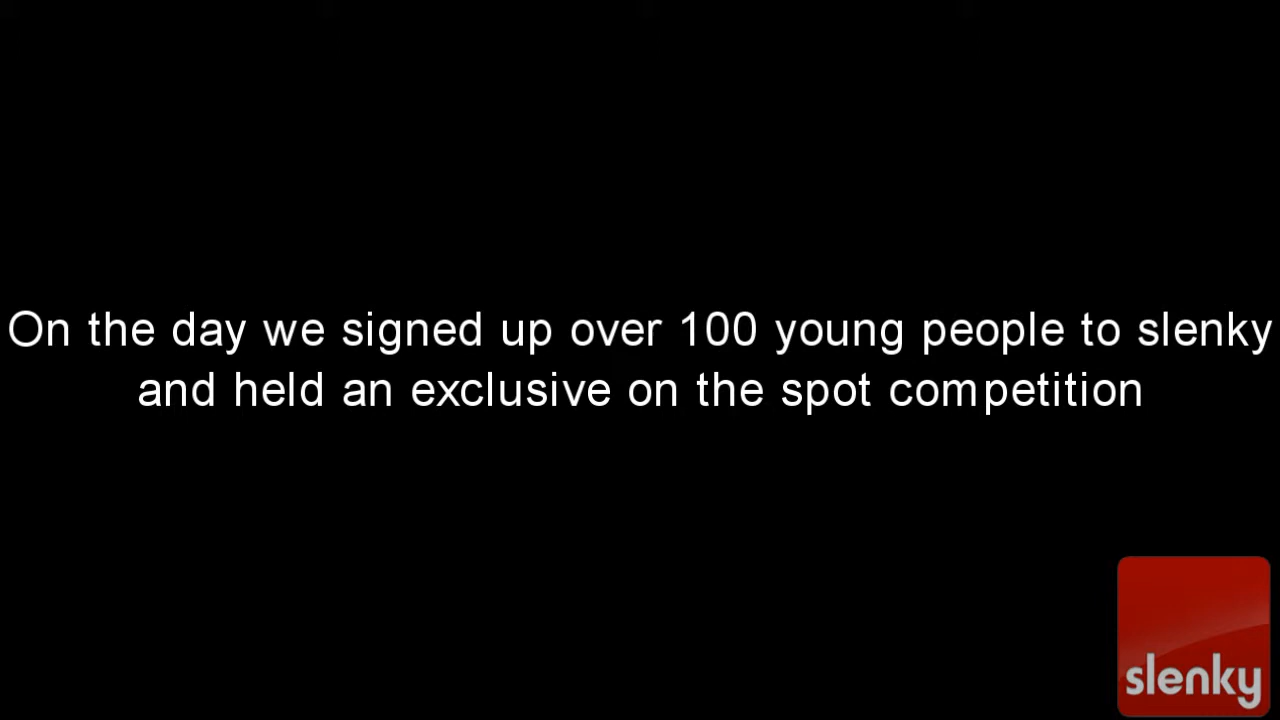 On the day we signed up over 100 young people to slenky
and held an exclusive on the spot competition
slenky